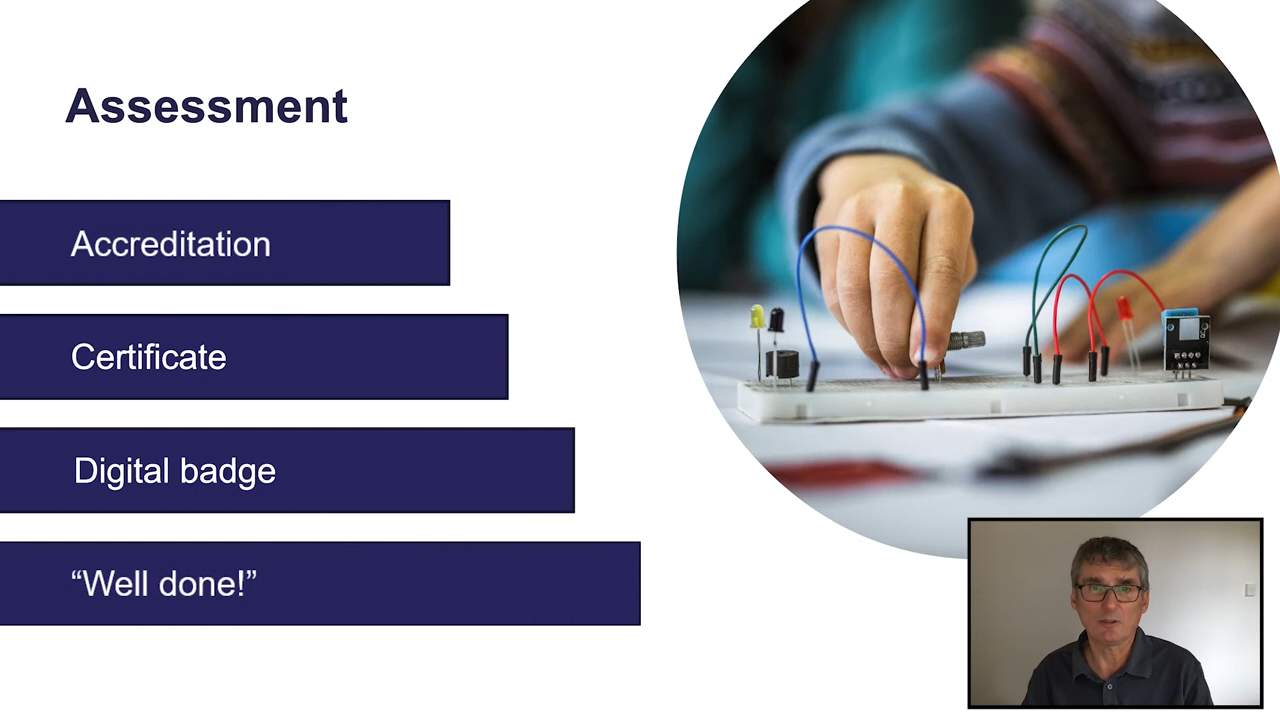 Assessment
Accreditation
Certificate
Digital badge
“Well done!”